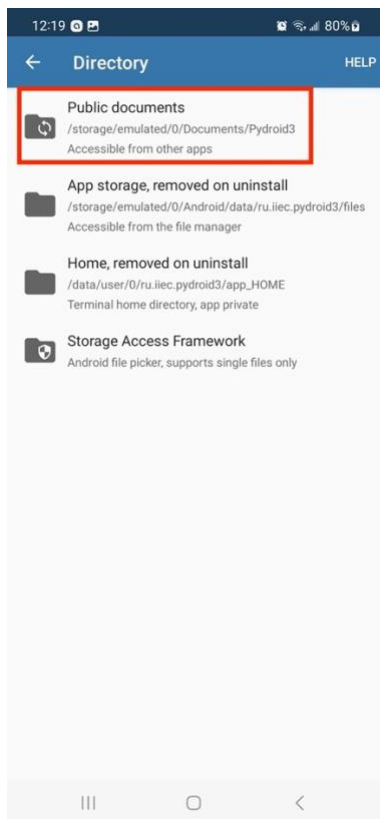 12:19 80%
Directory HELP
Public documents
/storage/emulated/0/Documents/Pydroid3
Accessible from other apps
App storage, removed on uninstall
/storage/emulated/0/Android/data/ru.iiec.pydroid3/files
Accessible from the file manager
Home, removed on uninstall
/data/user/0/ru.iiec.pydroid3/app_HOME
Terminal home directory, app private
Storage Access Framework
Android file picker, supports single files only